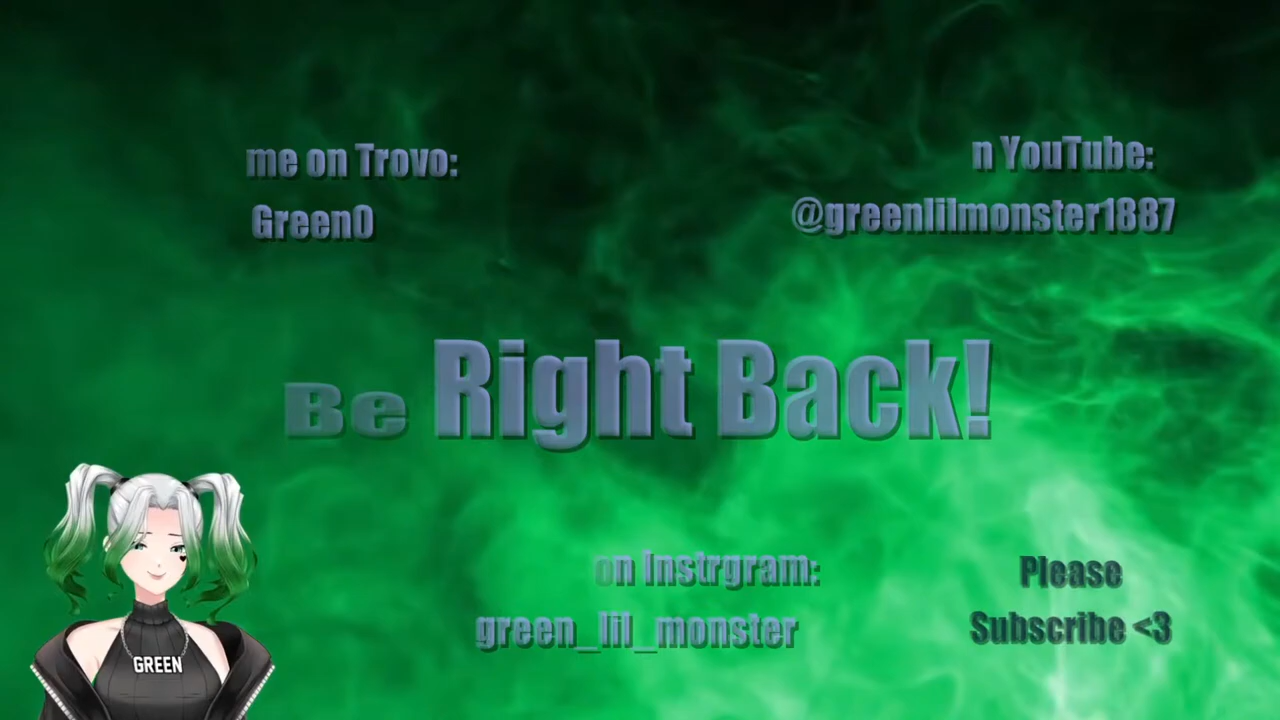 me on Trovo:
Green0
n YouTube:
@greenlilmonster1887
Be Right Back!
on Instrgram:
green_lil_monster
Please
Subscribe <3
GREEN